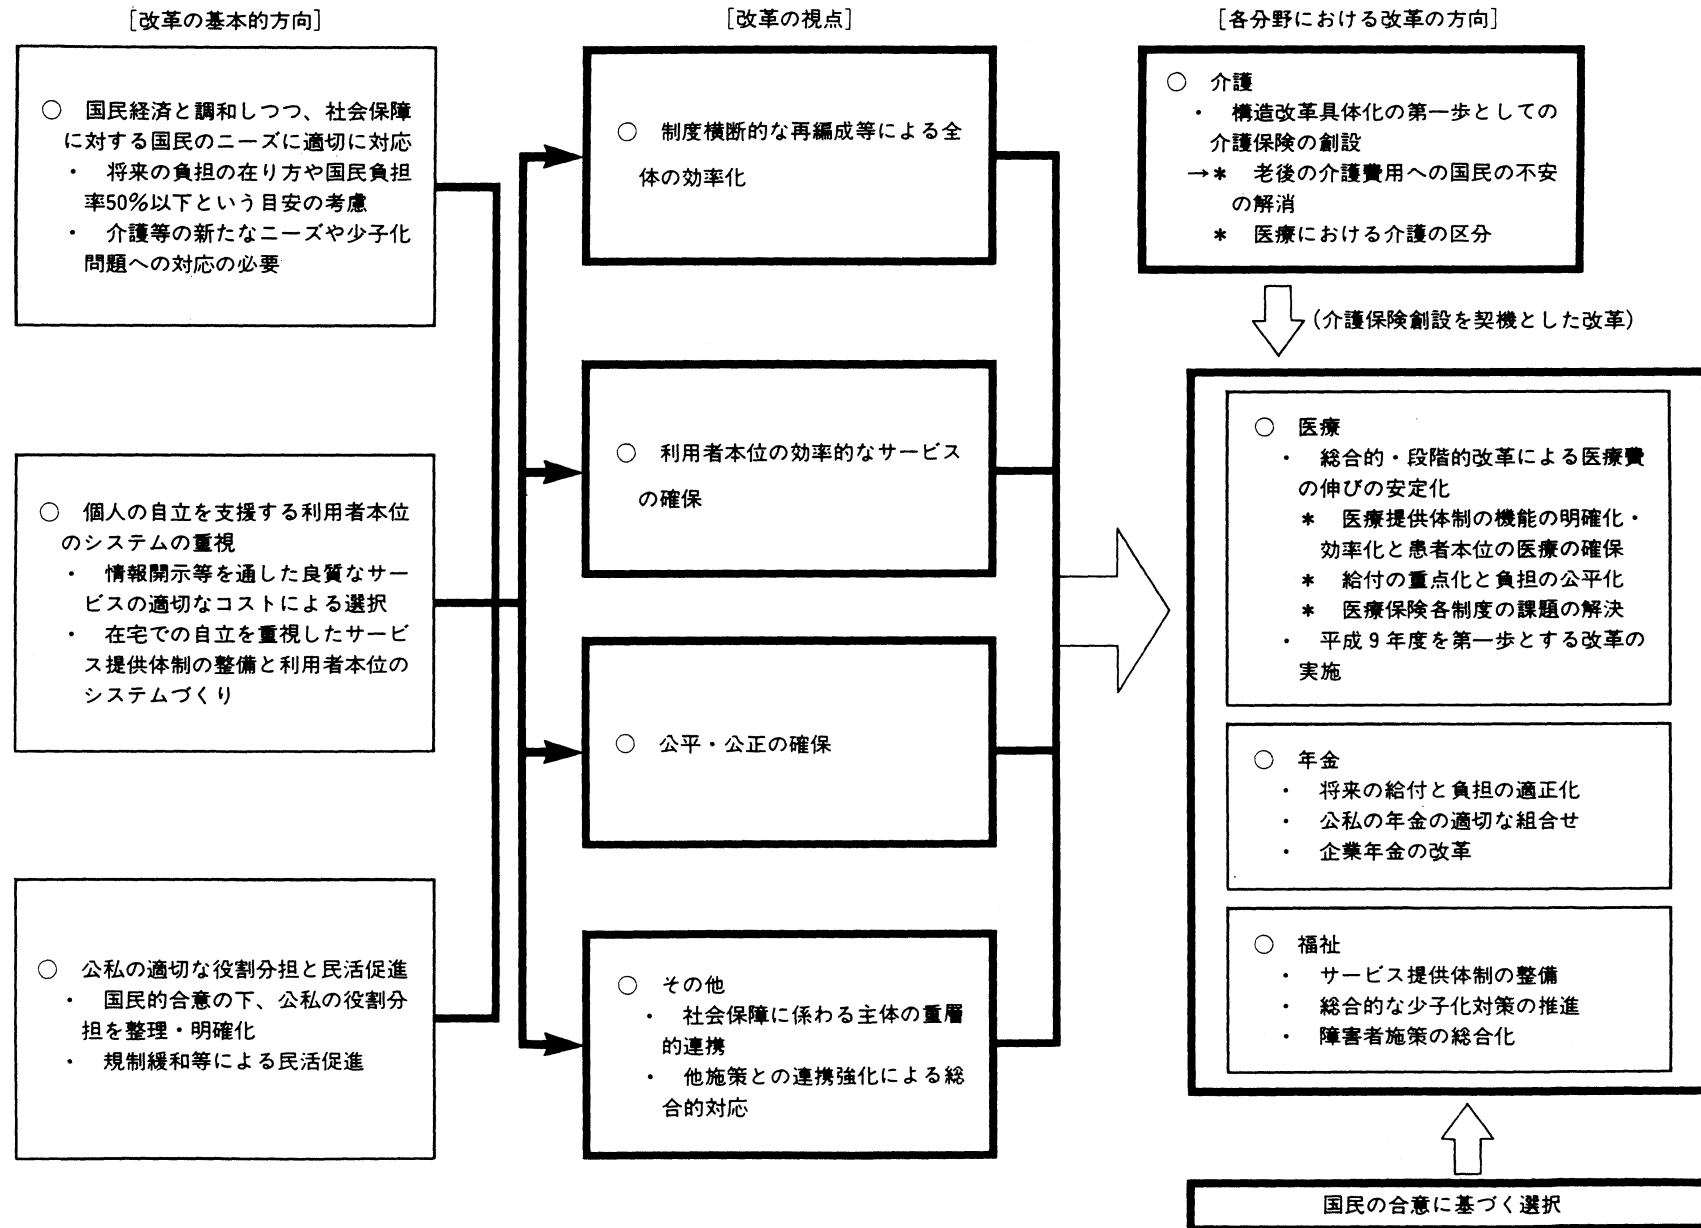 [改革の基本的方向]
○ 国民経済と調和しつつ、社会保障
に対する国民のニーズに適切に対応
・ 将来の負担の在り方や国民負担
率50%以下という目安の考慮
・ 介護等の新たなニーズや少子化
問題への対応の必要
○ 個人の自立を支援する利用者本位
のシステムの重視
・ 情報開示等を通した良質なサー
ビスの適切なコストによる選択
・ 在宅での自立を重視したサービ
ス提供体制の整備と利用者本位の
システムづくり
○ 公私の適切な役割分担と民活促進
・ 国民的合意の下、公私の役割分
担を整理・明確化
・ 規制緩和等による民活促進
[改革の視点]
○ 制度横断的な再編成等による全
体の効率化
○ 利用者本位の効率的なサービス
の確保
○ 公平・公正の確保
○ その他
・ 社会保障に係わる主体の重層
的連携
・ 他施策との連携強化による総
合的対応
[各分野における改革の方向]
○ 介護
・ 構造改革具体化の第一歩としての
介護保険の創設
→＊ 老後の介護費用への国民の不安
の解消
＊ 医療における介護の区分
(介護保険創設を契機とした改革)
○ 医療
・ 総合的・段階的改革による医療費
の伸びの安定化
＊ 医療提供体制の機能の明確化・
効率化と患者本位の医療の確保
＊ 給付の重点化と負担の公平化
＊ 医療保険各制度の課題の解決
・ 平成9年度を第一歩とする改革の
実施
○ 年金
・ 将来の給付と負担の適正化
・ 公私の年金の適切な組合せ
・ 企業年金の改革
○ 福祉
・ サービス提供体制の整備
・ 総合的な少子化対策の推進
・ 障害者施策の総合化
国民の合意に基づく選択